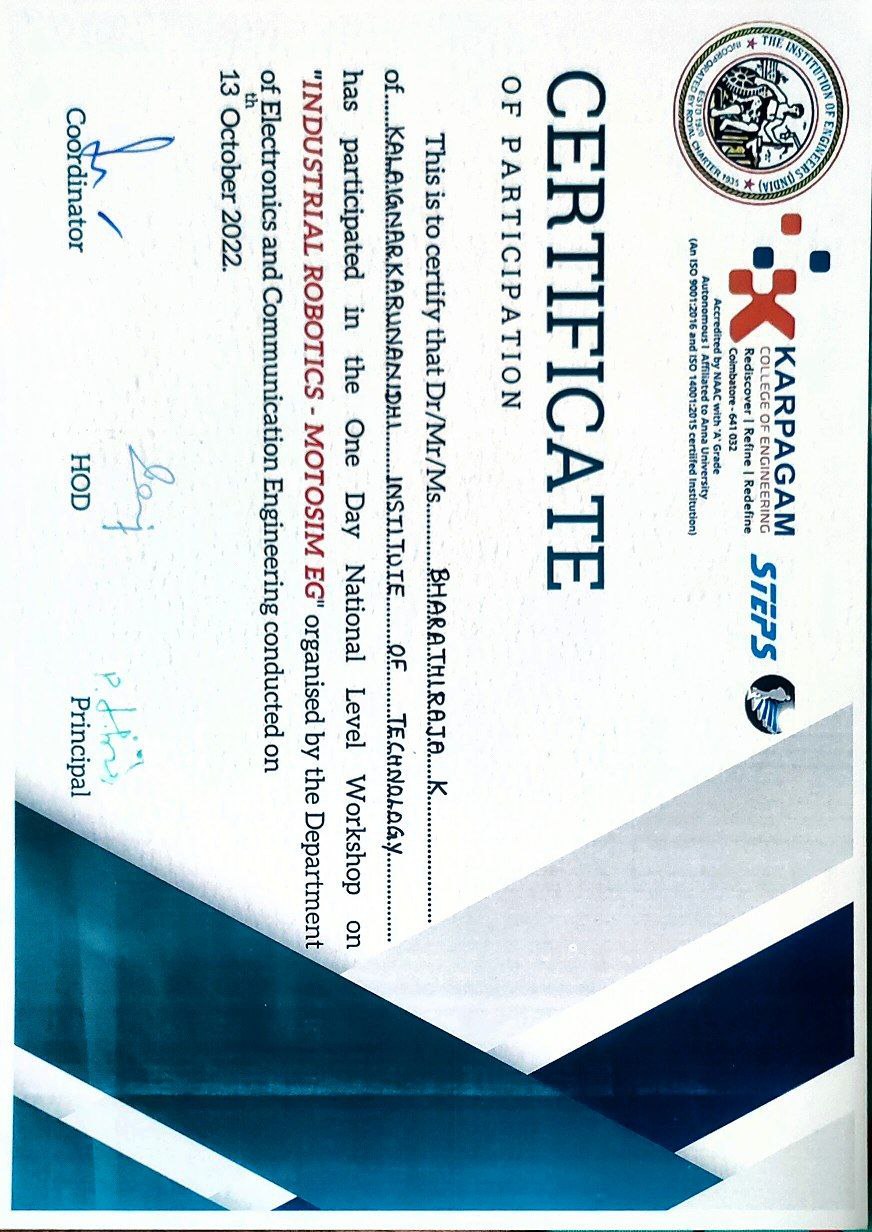 THE INSTITUTION OF ENGINEERS (INDIA)
ESTD 1920
INCORPORATED BY ROYAL CHARTER 1935
KARPAGAM
COLLEGE OF ENGINEERING
Rediscover | Refine | Redefine
Coimbatore - 641 032
Accredited by NAAC with 'A' Grade
Autonomous | Affiliated to Anna University
(An ISO 9001:2016 and ISO 14001:2015 certiifed Institution)
STEPS
CERTIFICATE
OF PARTICIPATION
This is to certify that Dr/Mr/Ms...........BHARATHIRAJA K......................
of.....KALAIGNARKARUNANIDHI INSTITUTE OF TECHNOLOGY...............
has participated in the One Day National Level Workshop on
"INDUSTRIAL ROBOTICS - MOTOSIM EG" organised by the Department
of Electronics and Communication Engineering conducted on
13th October 2022.
Coordinator
HOD
Principal